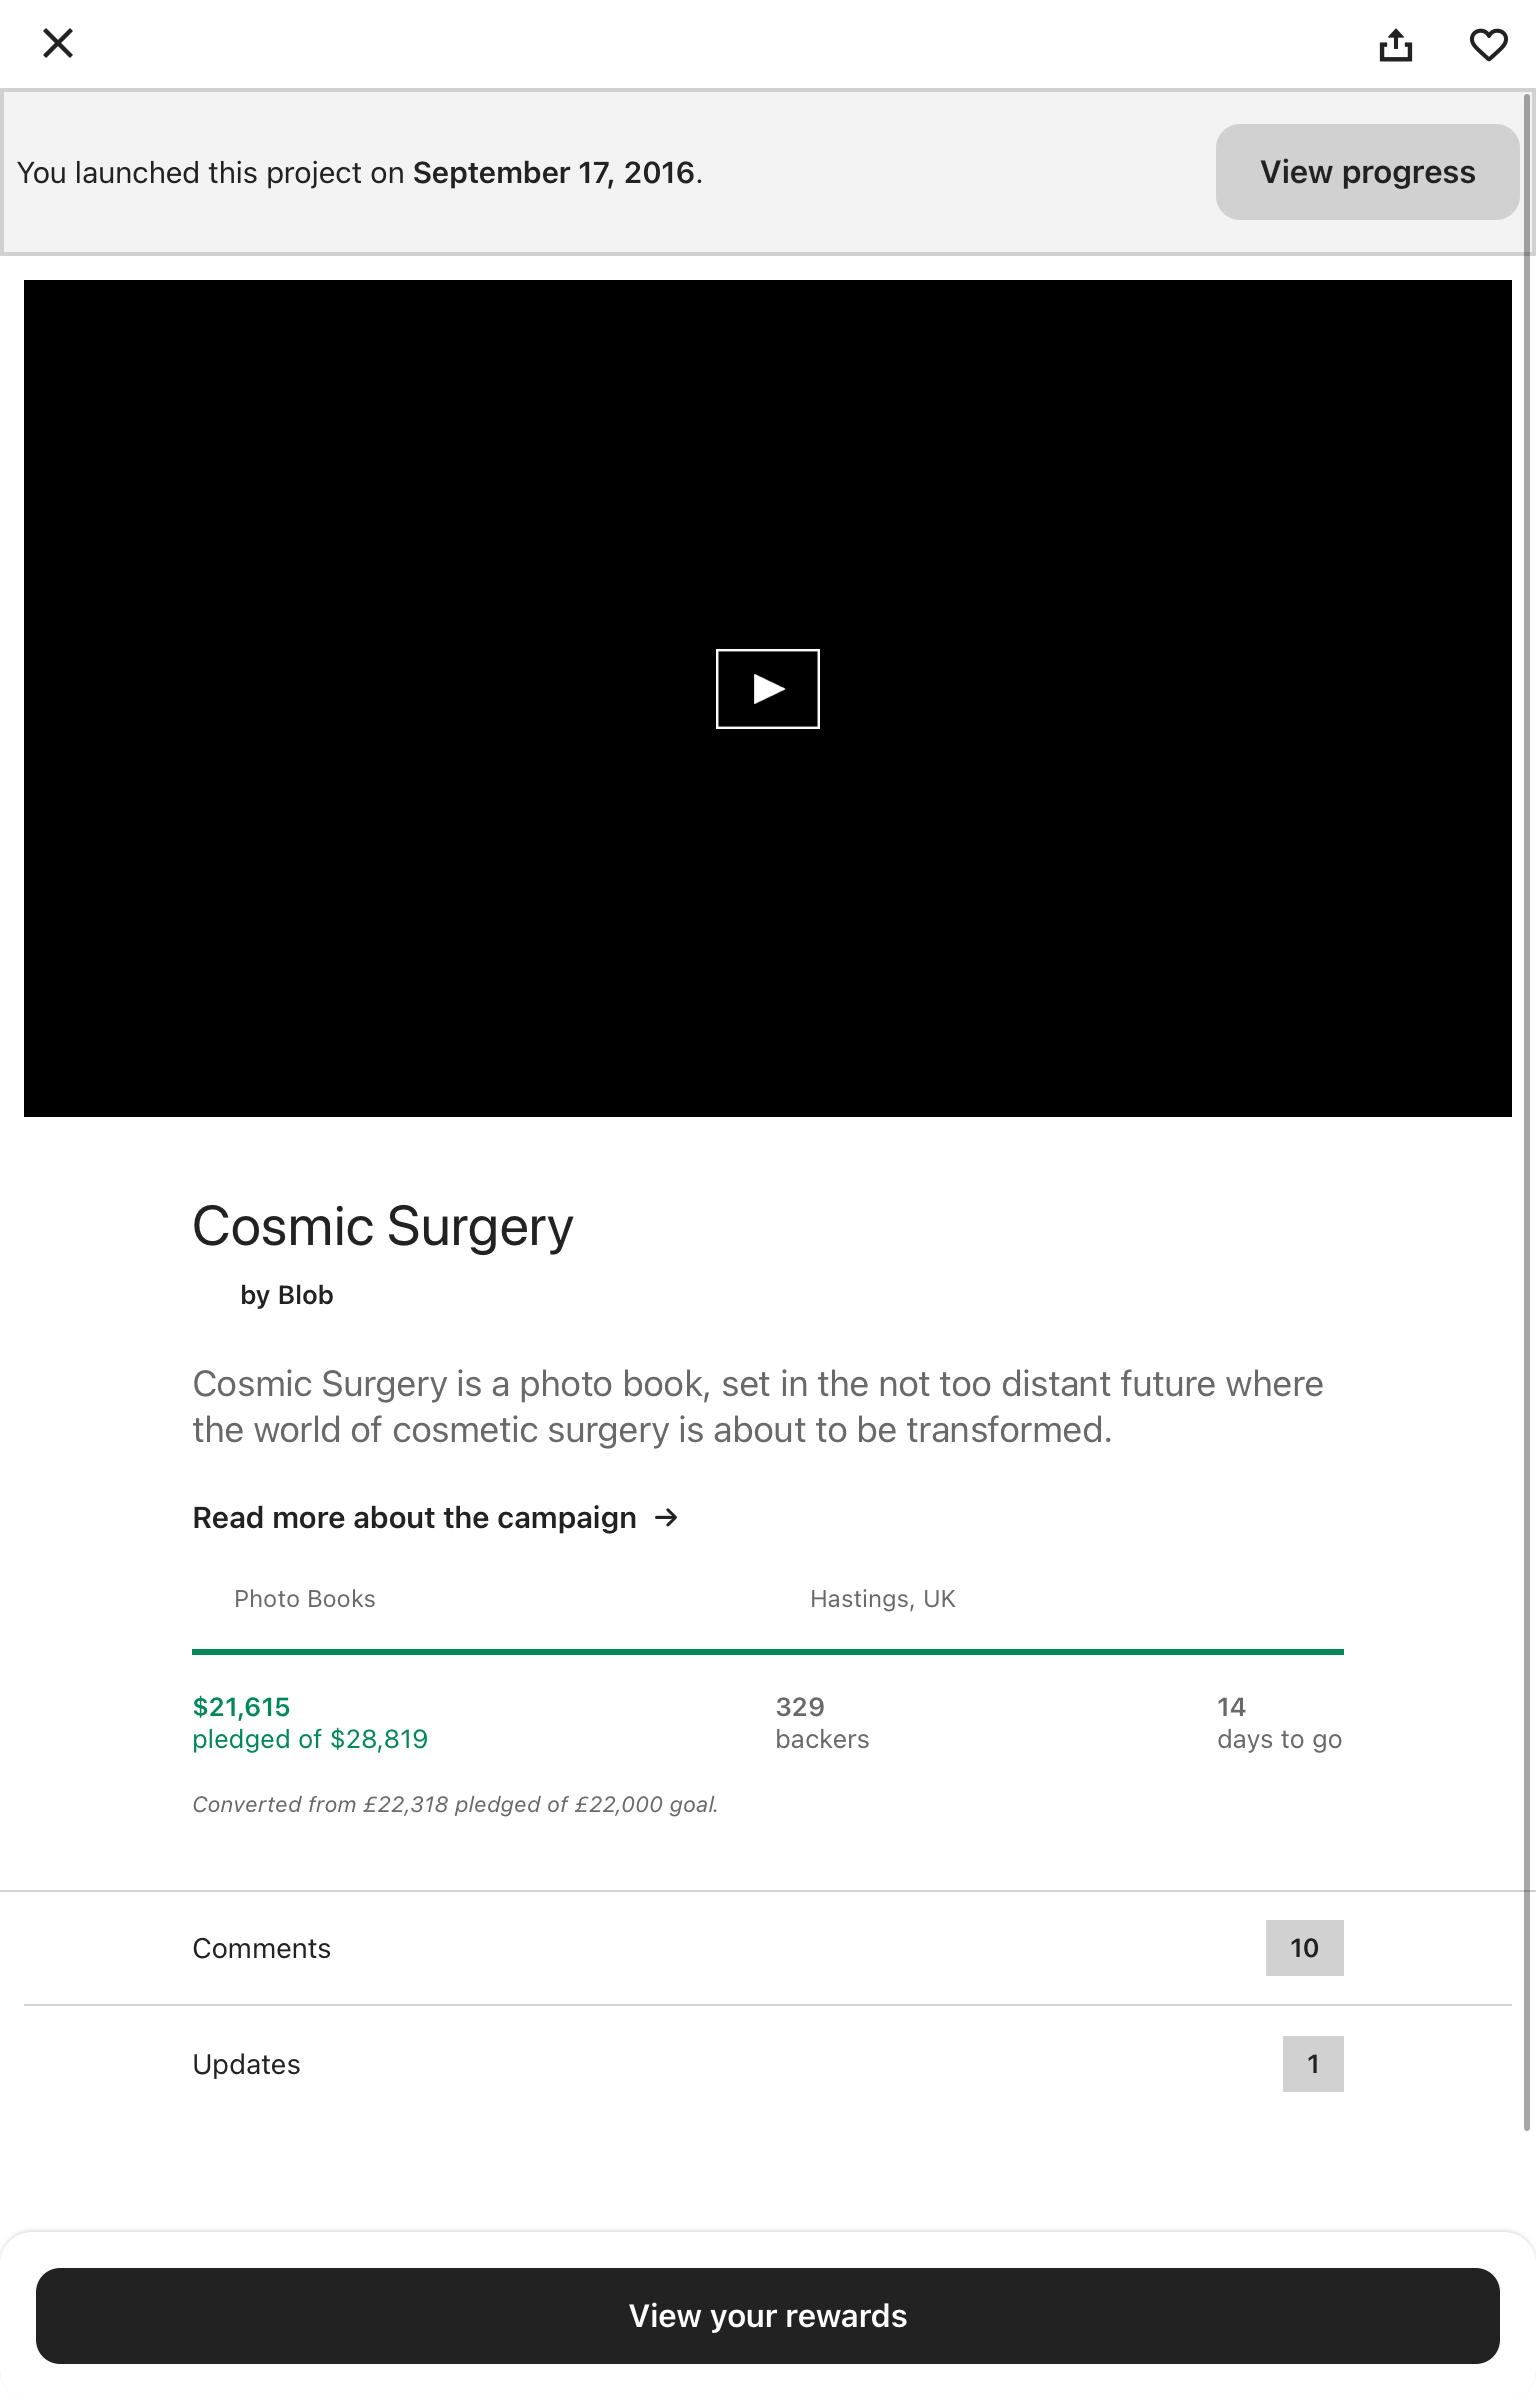 You launched this project on September 17, 2016.
View progress
Cosmic Surgery
by Blob
Cosmic Surgery is a photo book, set in the not too distant future where
the world of cosmetic surgery is about to be transformed.
Read more about the campaign →
Photo Books
Hastings, UK
$21,615
pledged of $28,819
329
backers
14
days to go
Converted from £22,318 pledged of £22,000 goal.
Comments
10
Updates
1
View your rewards